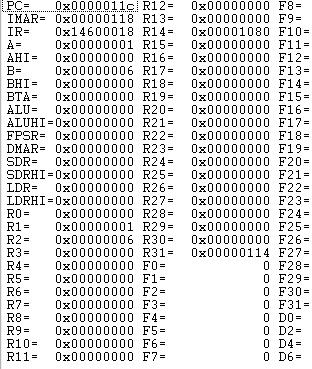 PC= 0x0000011c R12= 0x00000000 F8=
IMAR= 0x00000118 R13= 0x00000000 F9=
IR= 0x14600018 R14= 0x00001080 F10=
A= 0x00000001 R15= 0x00000000 F11=
AHI= 0x00000000 R16= 0x00000000 F12=
B= 0x00000006 R17= 0x00000000 F13=
BHI= 0x00000000 R18= 0x00000000 F14=
BTA= 0x00000000 R19= 0x00000000 F15=
ALU= 0x00000000 R20= 0x00000000 F16=
ALUHI= 0x00000000 R21= 0x00000000 F17=
FPSR= 0x00000000 R22= 0x00000000 F18=
DMAR= 0x00000000 R23= 0x00000000 F19=
SDR= 0x00000000 R24= 0x00000000 F20=
SDRHI= 0x00000000 R25= 0x00000000 F21=
LDR= 0x00000000 R26= 0x00000000 F22=
LDRHI= 0x00000000 R27= 0x00000000 F23=
R0= 0x00000000 R28= 0x00000000 F24=
R1= 0x00000001 R29= 0x00000000 F25=
R2= 0x00000006 R30= 0x00000000 F26=
R3= 0x00000000 R31= 0x00000114 F27=
R4= 0x00000000 F0= 0 F28=
R5= 0x00000000 F1= 0 F29=
R6= 0x00000000 F2= 0 F30=
R7= 0x00000000 F3= 0 F31=
R8= 0x00000000 F4= 0 D0=
R9= 0x00000000 F5= 0 D2=
R10= 0x00000000 F6= 0 D4=
R11= 0x00000000 F7= 0 D6=